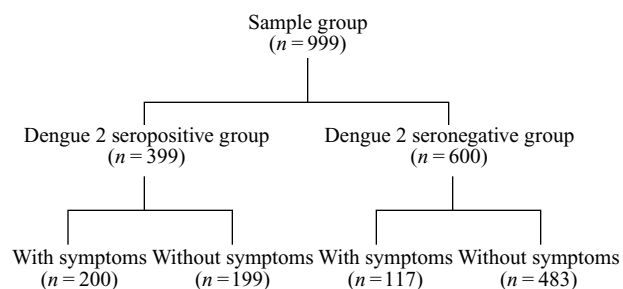 Sample group
(n = 999)
Dengue 2 seropositive group
(n = 399)
Dengue 2 seronegative group
(n = 600)
With symptoms
(n = 200)
Without symptoms
(n = 199)
With symptoms
(n = 117)
Without symptoms
(n = 483)